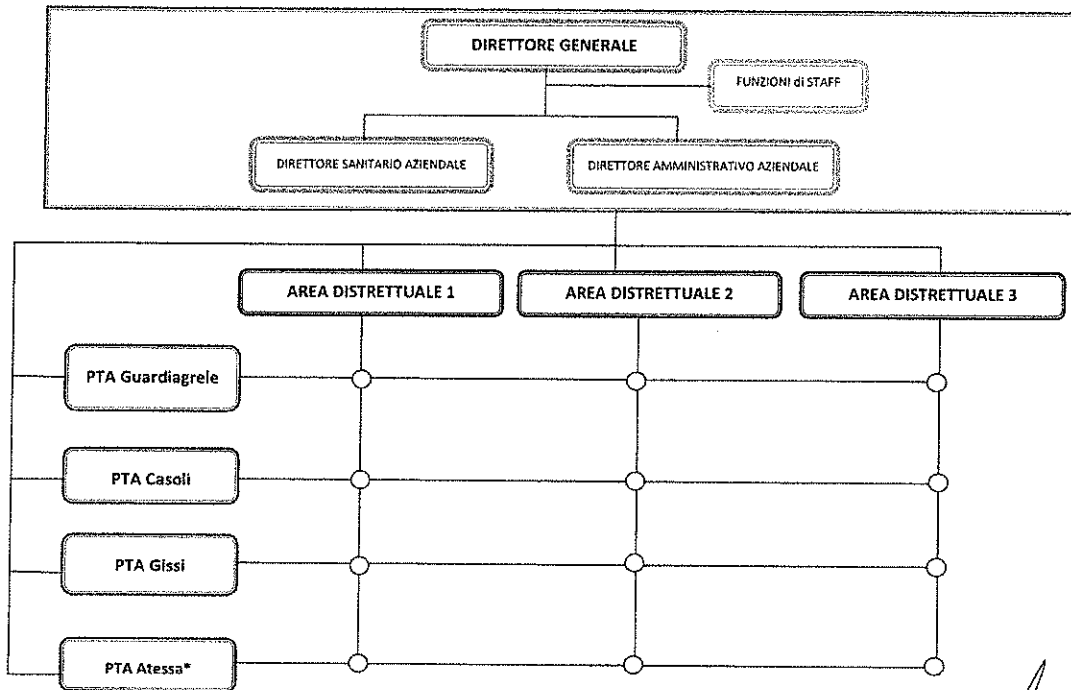 DIRETTORE GENERALE
FUNZIONI di STAFF
DIRETTORE SANITARIO AZIENDALE
DIRETTORE AMMINISTRATIVO AZIENDALE
AREA DISTRETTUALE 1
AREA DISTRETTUALE 2
AREA DISTRETTUALE 3
PTA Guardiagrele
PTA Casoli
PTA Gissi
PTA Atessa*